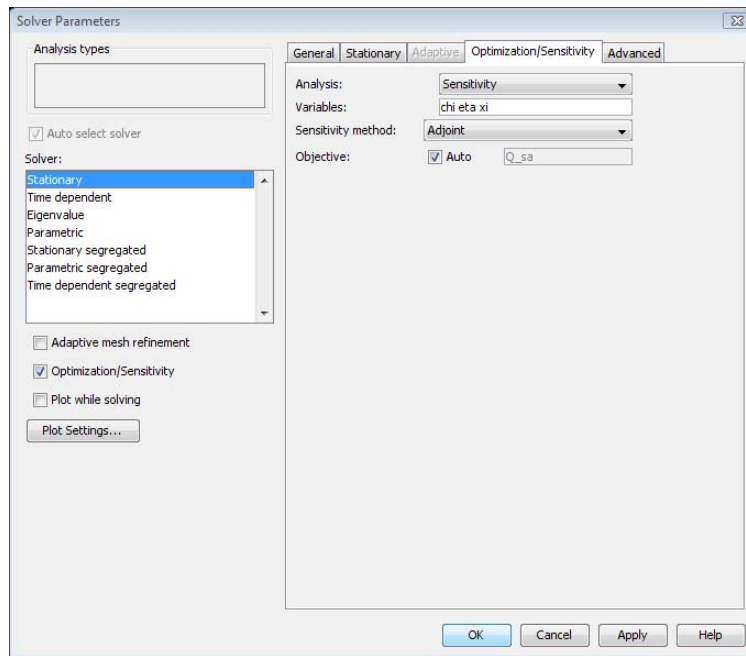 Solver Parameters
Analysis types
Auto select solver
Solver:
Stationary
Time dependent
Eigenvalue
Parametric
Stationary segregated
Parametric segregated
Time dependent segregated
Adaptive mesh refinement
Optimization/Sensitivity
Plot while solving
Plot Settings...
General Stationary Adaptive Optimization/Sensitivity Advanced
Analysis: Sensitivity
Variables: chi eta xi
Sensitivity method: Adjoint
Objective: Auto Q_sa
OK Cancel Apply Help